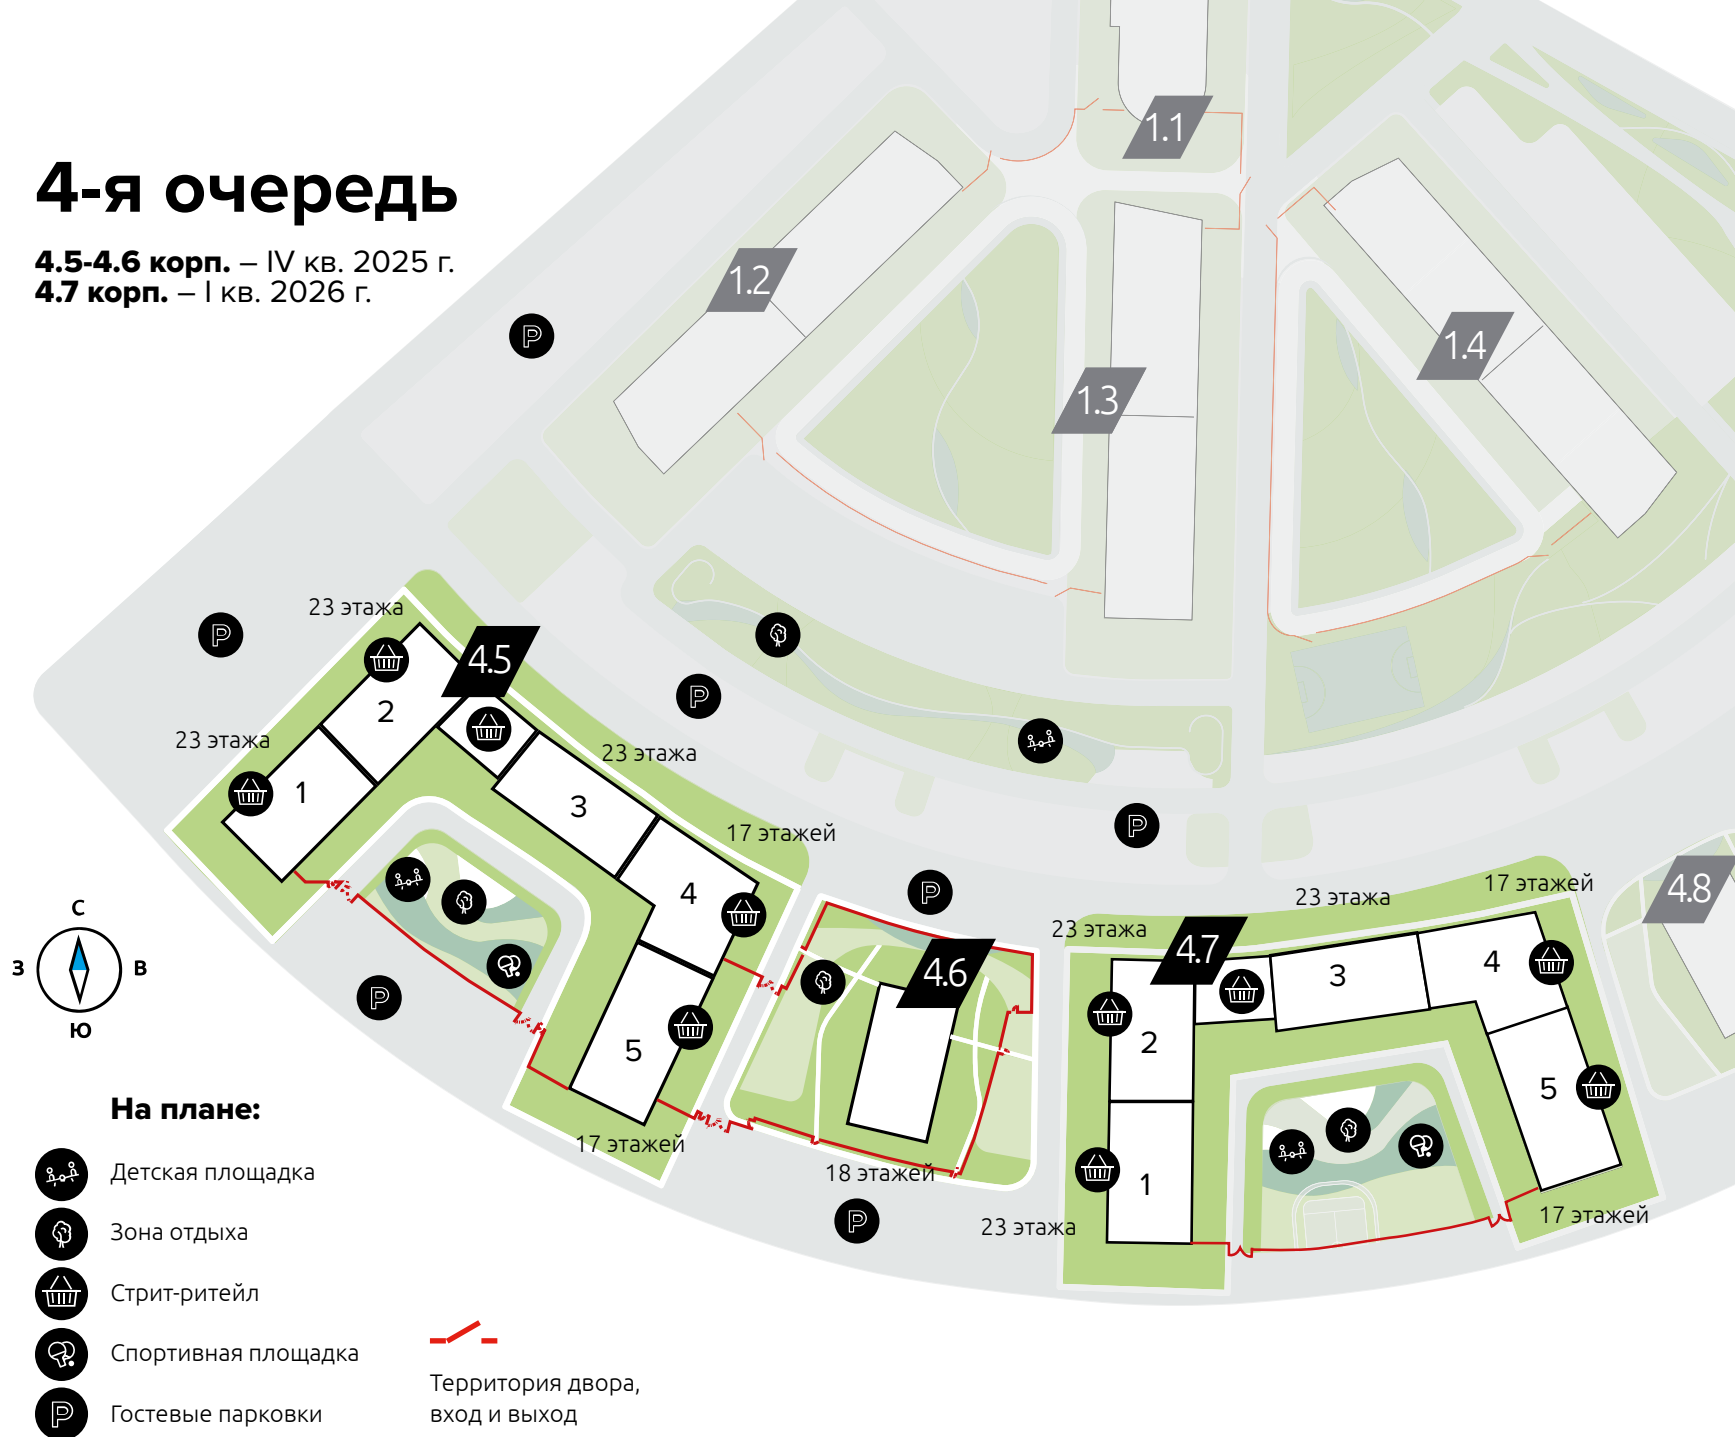 4-я очередь
4.5-4.6 корп. – IV кв. 2025 г.
4.7 корп. – I кв. 2026 г.
1.1
1.2
1.3
1.4
P
23 этажа
P
4.5
2
23 этажа
1
P
23 этажа
3
17 этажей
4
5
17 этажей
P
P
P
4.6
18 этажей
P
23 этажа
4.7
23 этажа
17 этажей
4.8
2
3
4
5
1
23 этажа
17 этажей
С
З
В
Ю
На плане:
Детская площадка
Зона отдыха
Стрит-ритейл
Спортивная площадка
P
Гостевые парковки
Территория двора,
вход и выход